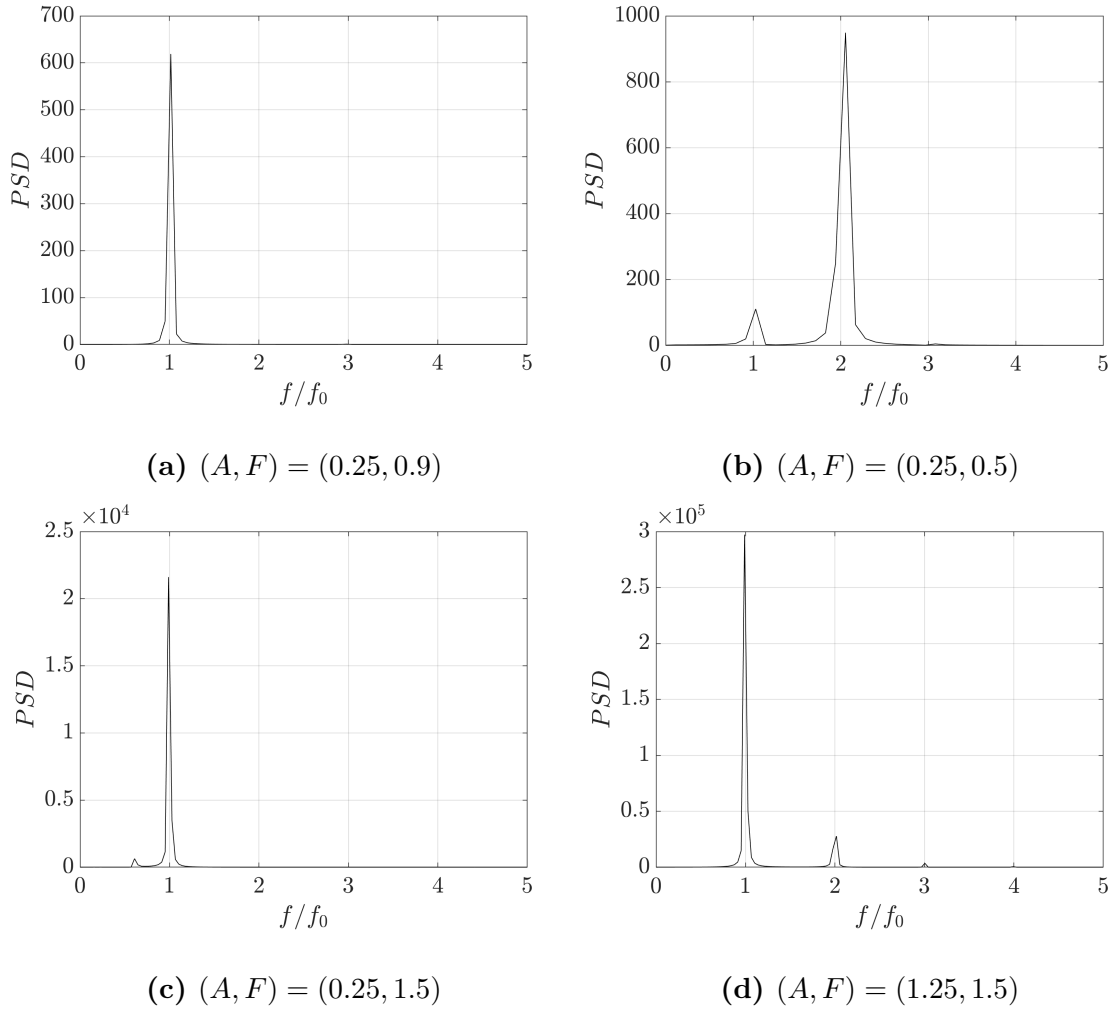 700
600
500
400
300
200
100
0
PSD
0 1 2 3 4 5
f/f0
(a) (A, F) = (0.25, 0.9)
1000
800
600
400
200
0
PSD
0 1 2 3 4 5
f/f0
(b) (A, F) = (0.25, 0.5)
×10^4
2.5
2
1.5
1
0.5
0
PSD
0 1 2 3 4 5
f/f0
(c) (A, F) = (0.25, 1.5)
×10^5
3
2.5
2
1.5
1
0.5
0
PSD
0 1 2 3 4 5
f/f0
(d) (A, F) = (1.25, 1.5)